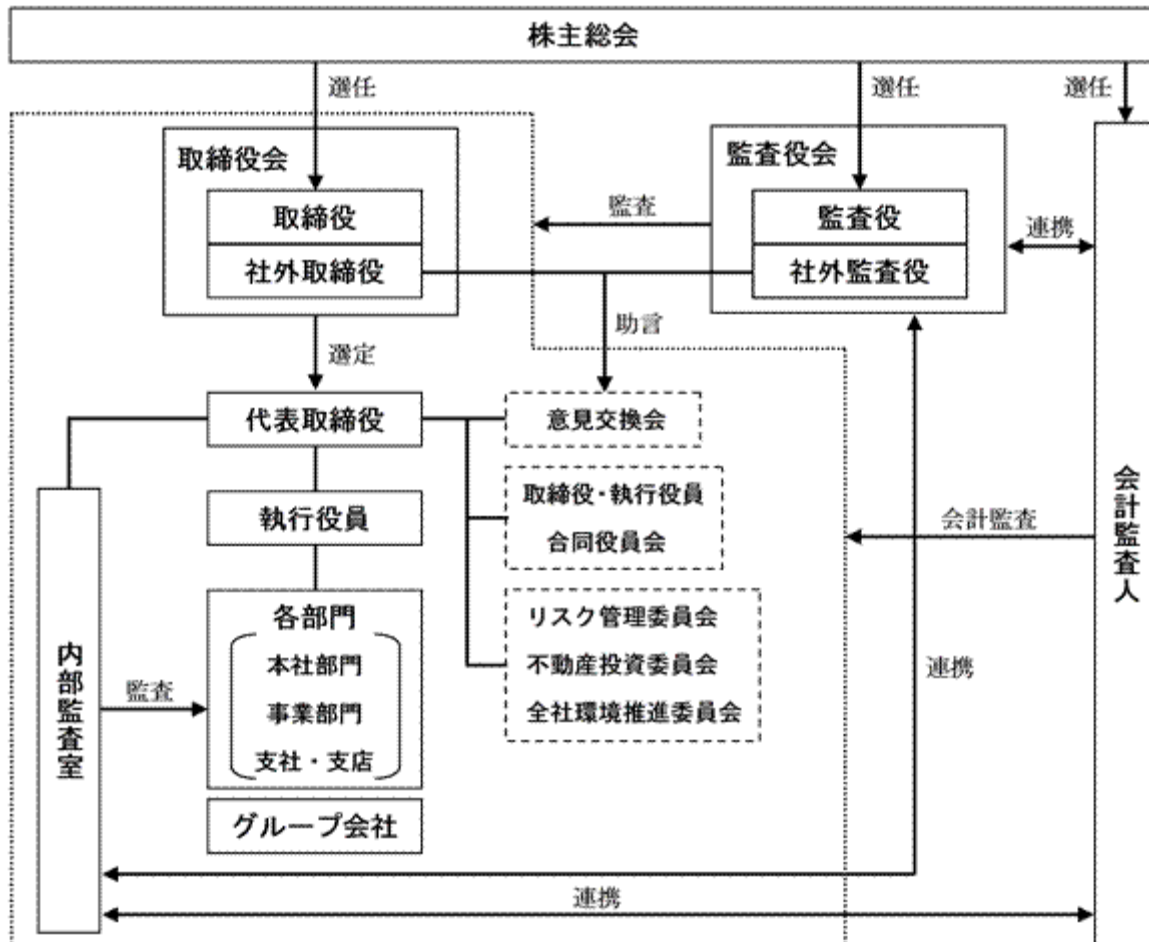 株主総会
選任
選任
選任
取締役会
取締役
社外取締役
監査役会
監査役
社外監査役
監査
連携
助言
選定
代表取締役
意見交換会
執行役員
取締役・執行役員
合同役員会
会計監査
会計監査人
各部門
本社部門
事業部門
支社・支店
リスク管理委員会
不動産投資委員会
全社環境推進委員会
内部監査室
監査
連携
グループ会社
連携